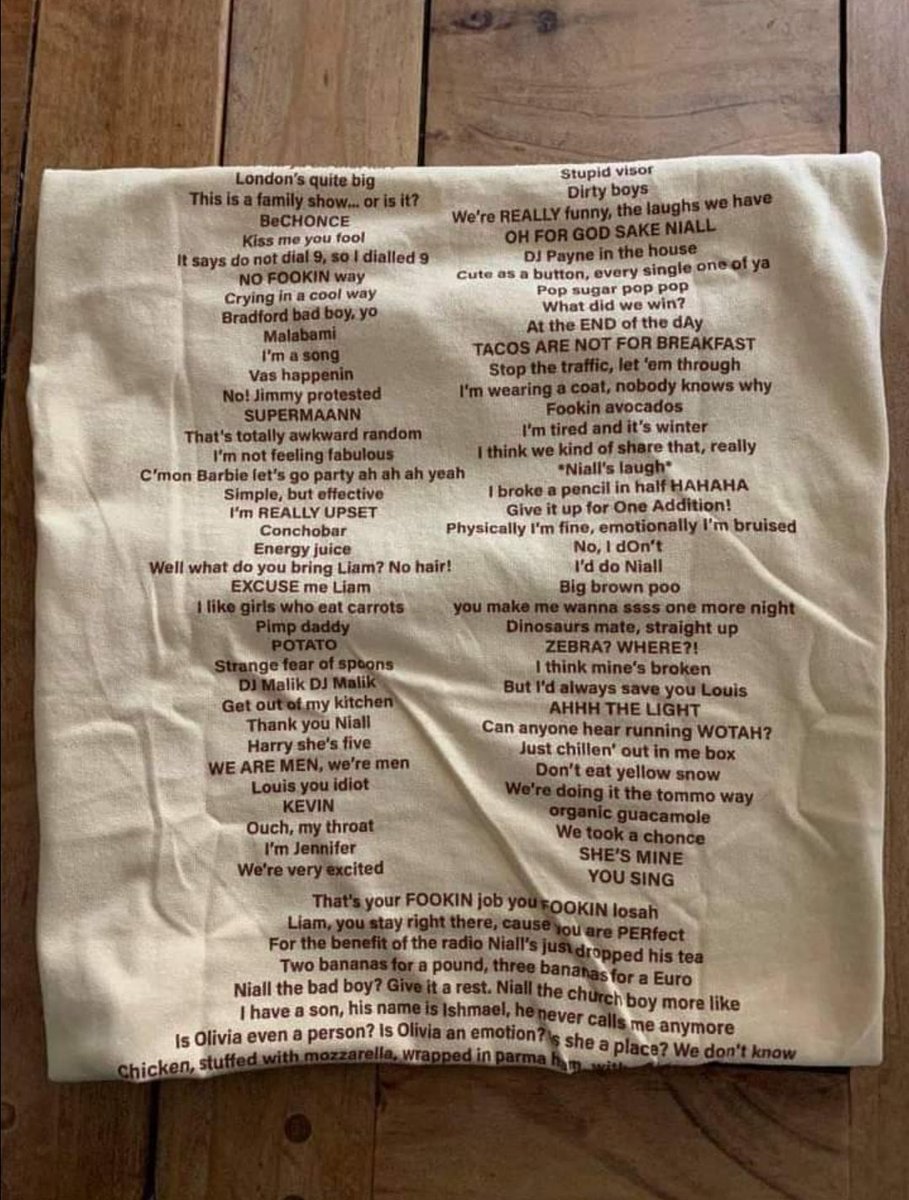 London's quite big
This is a family show... or is it?
BeCHONCE
Kiss me you fool
It says do not dial 9, so I dialled 9
NO FOOKIN way
Crying in a cool way
Bradford bad boy, yo
Malabami
I'm a song
Vas happenin
No! Jimmy protested
SUPERMAANN
That's totally awkward random
I'm not feeling fabulous
C'mon Barbie let's go party ah ah ah yeah
Simple, but effective
I'm REALLY UPSET
Conchobar
Energy juice
Well what do you bring Liam? No hair!
EXCUSE me Liam
I like girls who eat carrots
Pimp daddy
POTATO
Strange fear of spoons
DJ Malik DJ Malik
Get out of my kitchen
Thank you Niall
Harry she's five
WE ARE MEN, we're men
Louis you idiot
KEVIN
Ouch, my throat
I'm Jennifer
We're very excited
Stupid visor
Dirty boys
We're REALLY funny, the laughs we have
OH FOR GOD SAKE NIALL
DJ Payne in the house
Cute as a button, every single one of ya
Pop sugar pop pop
What did we win?
At the END of the dAy
TACOS ARE NOT FOR BREAKFAST
Stop the traffic, let 'em through
I'm wearing a coat, nobody knows why
Fookin avocados
I'm tired and it's winter
I think we kind of share that, really
*Niall's laugh*
I broke a pencil in half HAHAHA
Give it up for One Addition!
Physically I'm fine, emotionally I'm bruised
No, I dOn't
I'd do Niall
Big brown poo
you make me wanna ssss one more night
Dinosaurs mate, straight up
ZEBRA? WHERE?!
I think mine's broken
But I'd always save you Louis
AHHH THE LIGHT
Can anyone hear running WOTAH?
Just chillen' out in me box
Don't eat yellow snow
We're doing it the tommo way
organic guacamole
We took a chonce
SHE'S MINE
YOU SING
That's your FOOKIN job you FOOKIN losah
Liam, you stay right there, cause you are PERfect
For the benefit of the radio Niall's just dropped his tea
Two bananas for a pound, three bananas for a Euro
Niall the bad boy? Give it a rest. Niall the church boy more like
I have a son, his name is Ishmael, he never calls me anymore
Is Olivia even a person? Is Olivia an emotion? Is she a place? We don't know
Chicken, stuffed with mozzarella, wrapped in parma ham, with